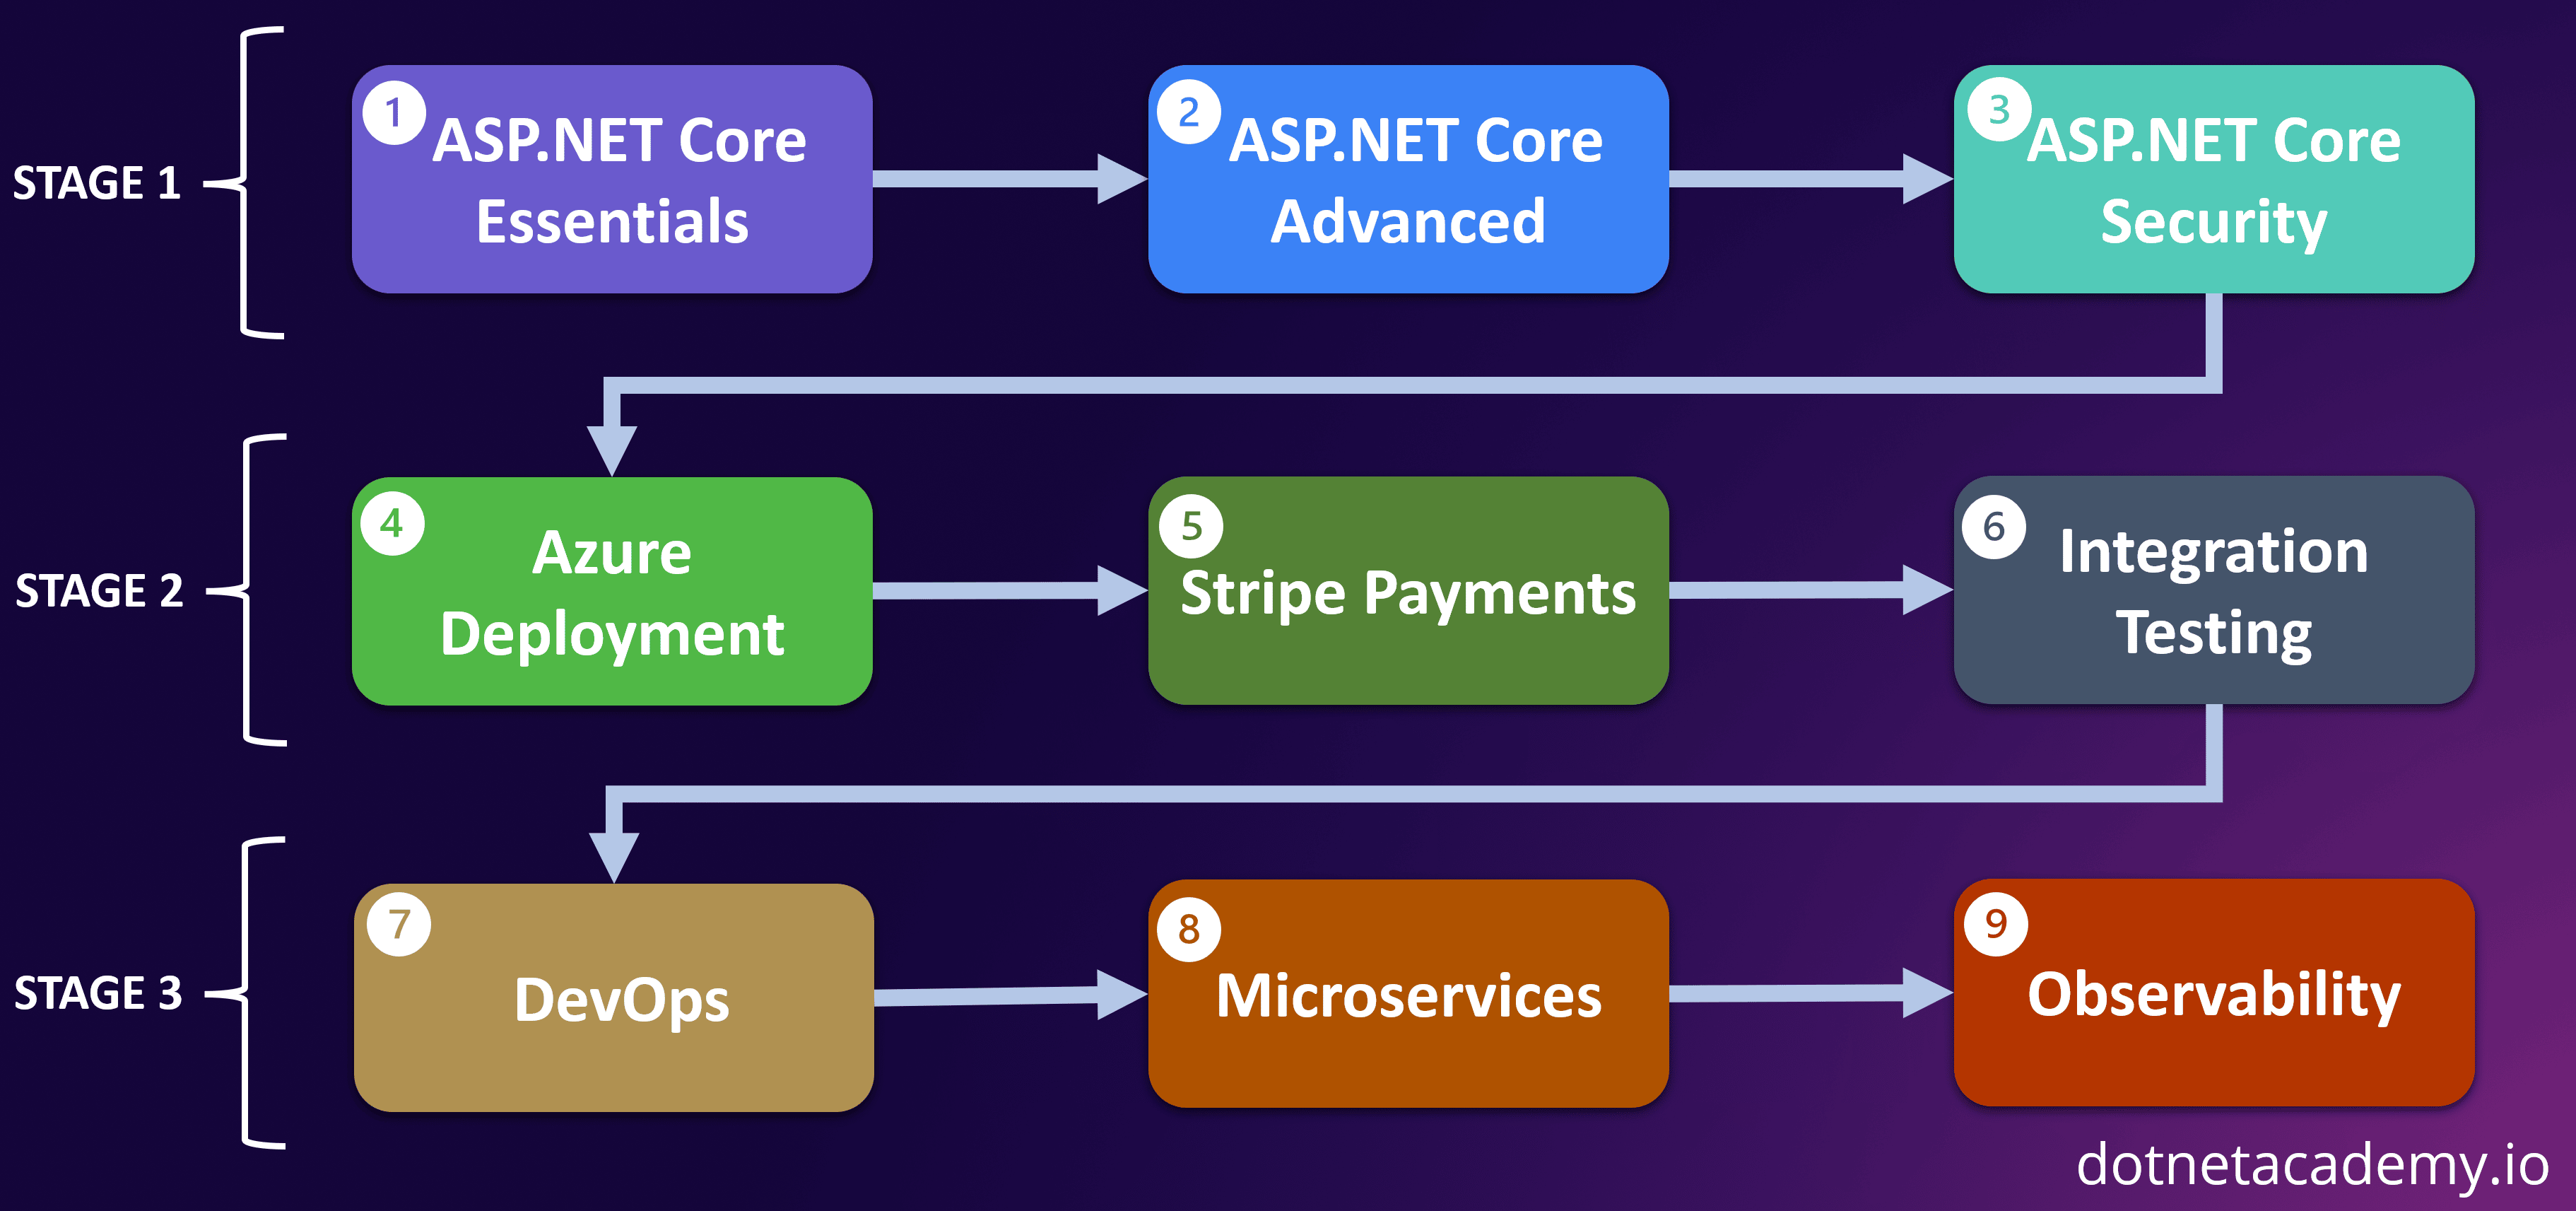 STAGE 1
1
ASP.NET Core
Essentials
2
ASP.NET Core
Advanced
3
ASP.NET Core
Security
STAGE 2
4
Azure
Deployment
5
Stripe Payments
6
Integration
Testing
STAGE 3
7
DevOps
8
Microservices
9
Observability
dotnetacademy.io